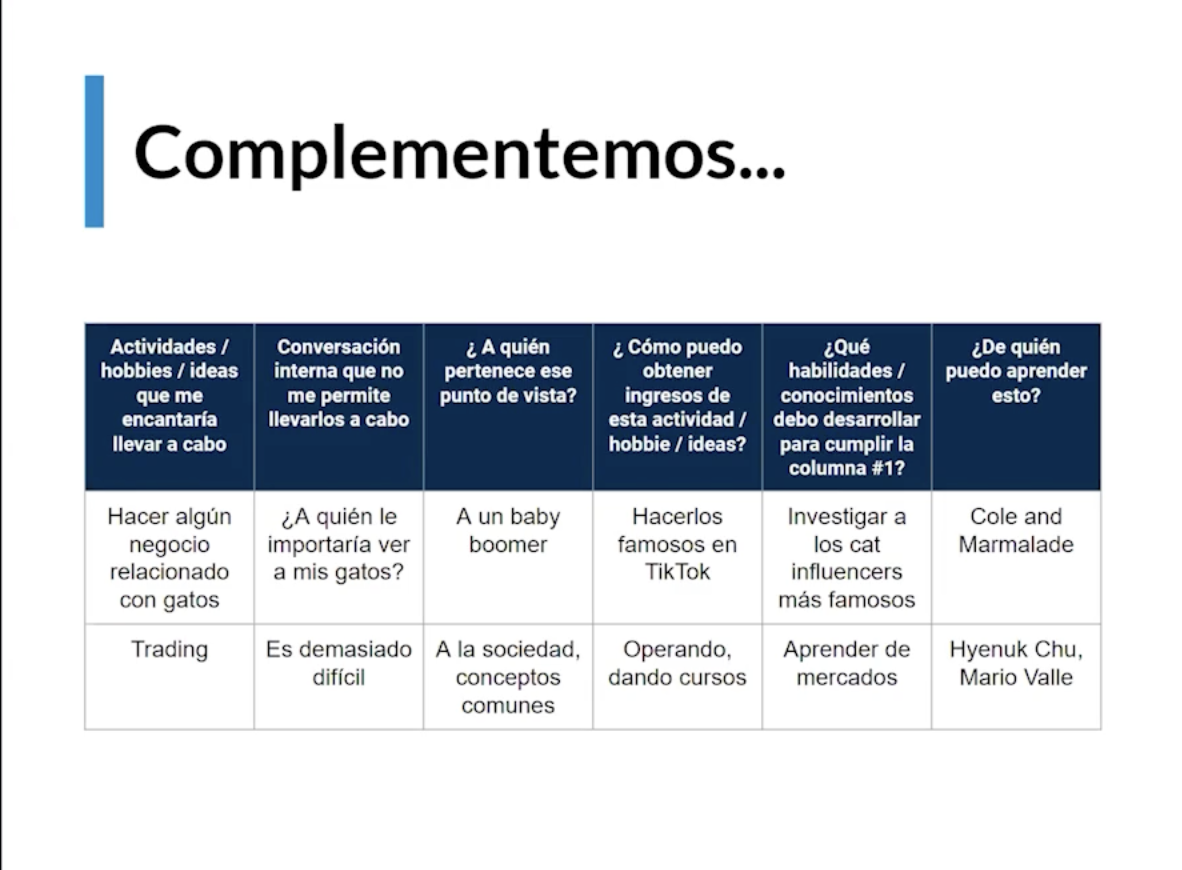 Complementemos...
Actividades /
hobbies / ideas
que me
encantaría
llevar a cabo
Conversación
interna que no
me permite
llevarlos a cabo
¿ A quién
pertenece ese
punto de vista?
¿ Cómo puedo
obtener
ingresos de
esta actividad /
hobbie / ideas?
¿Qué
habilidades /
conocimientos
debo desarrollar
para cumplir la
columna #1?
¿De quién
puedo aprender
esto?
Hacer algún
negocio
relacionado
con gatos
¿A quién le
importaría ver
a mis gatos?
A un baby
boomer
Hacerlos
famosos en
TikTok
Investigar a
los cat
influencers
más famosos
Cole and
Marmalade
Trading
Es demasiado
difícil
A la sociedad,
conceptos
comunes
Operando,
dando cursos
Aprender de
mercados
Hyenuk Chu,
Mario Valle